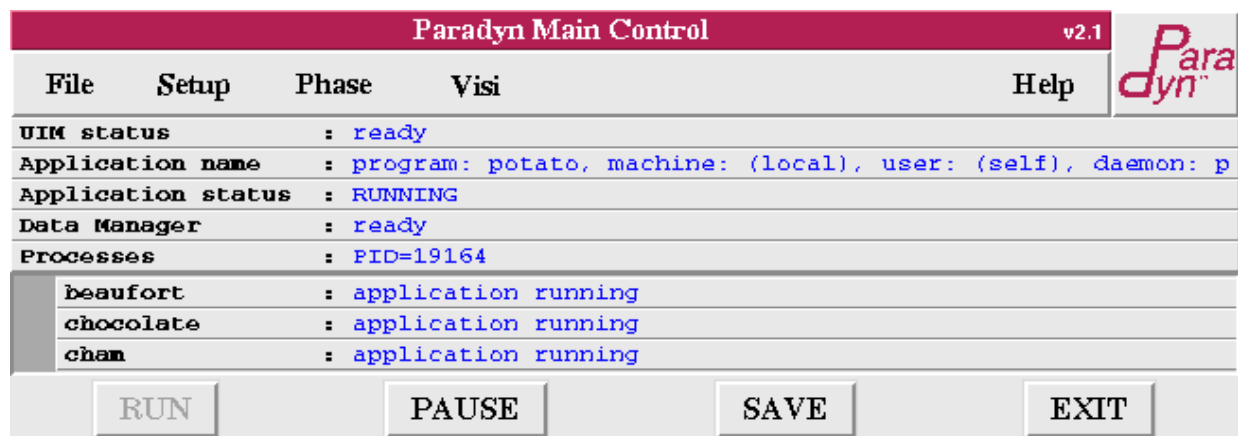 Paradyn Main Control v2.1
Paradyn™
File Setup Phase Visi Help
UIM status : ready
Application name : program: potato, machine: (local), user: (self), daemon: p
Application status : RUNNING
Data Manager : ready
Processes : PID=19164
beaufort : application running
chocolate : application running
cham : application running
RUN PAUSE SAVE EXIT